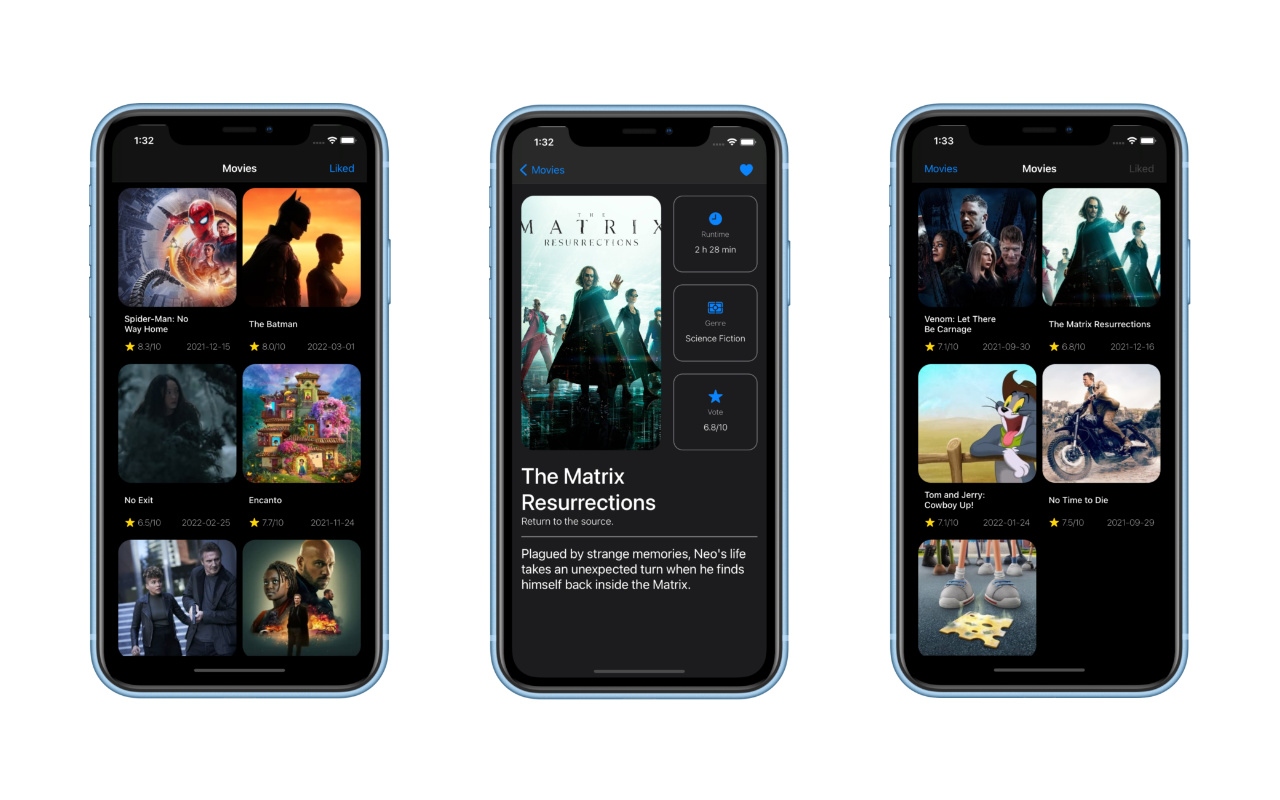 1:32
Movies
Liked
Spider-Man: No
Way Home
8.3/10
2021-12-15
The Batman
8.0/10
2022-03-01
No Exit
6.5/10
2022-02-25
Encanto
7.7/10
2021-11-24
1:32
Movies
THE
MATRIX
RESURRECTIONS
Runtime
2 h 28 min
Genre
Science Fiction
Vote
6.8/10
The Matrix
Resurrections
Return to the source.
Plagued by strange memories, Neo's life
takes an unexpected turn when he finds
himself back inside the Matrix.
1:33
Movies
Movies
Liked
Venom: Let There
Be Carnage
7.1/10
2021-09-30
The Matrix Resurrections
6.8/10
2021-12-16
Tom and Jerry:
Cowboy Up!
7.1/10
2022-01-24
No Time to Die
7.5/10
2021-09-29